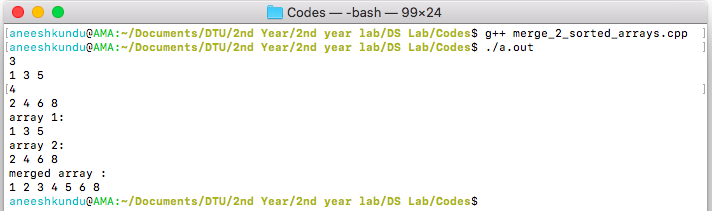 Codes — -bash — 99×24
[aneeshkundu@AMA:~/Documents/DTU/2nd Year/2nd year lab/DS Lab/Codes$ g++ merge_2_sorted_arrays.cpp ]
[aneeshkundu@AMA:~/Documents/DTU/2nd Year/2nd year lab/DS Lab/Codes$ ./a.out ]
3
1 3 5
[4 ]
2 4 6 8
array 1:
1 3 5
array 2:
2 4 6 8
merged array :
1 2 3 4 5 6 8
aneeshkundu@AMA:~/Documents/DTU/2nd Year/2nd year lab/DS Lab/Codes$